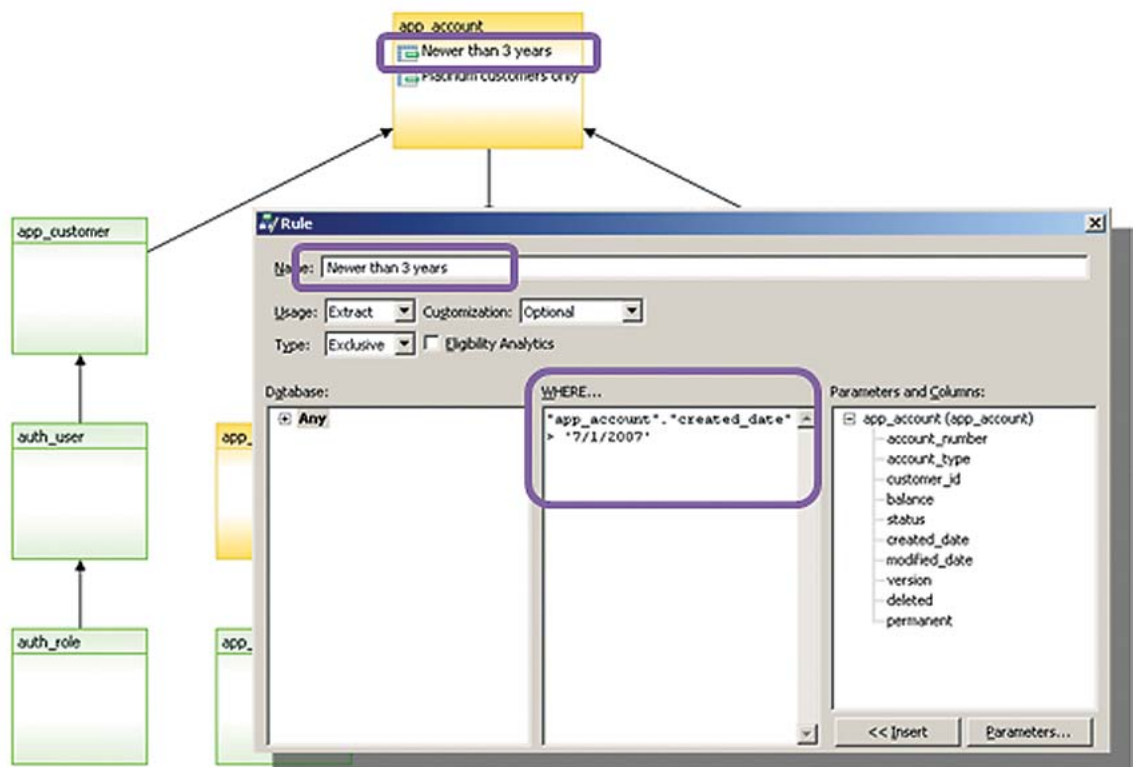 app_account
Newer than 3 years
Platinum customers only
app_customer
Rule
Name: Newer than 3 years
Usage: Extract Customization: Optional
Type: Exclusive Eligibility Analytics
Database: WHERE... Parameters and Columns:
Any
"app_account"."created_date"
> '7/1/2007'
app_account (app_account)
account_number
account_type
customer_id
balance
status
created_date
modified_date
version
deleted
permanent
auth_user
app_
auth_role
app_
<< Insert Parameters...